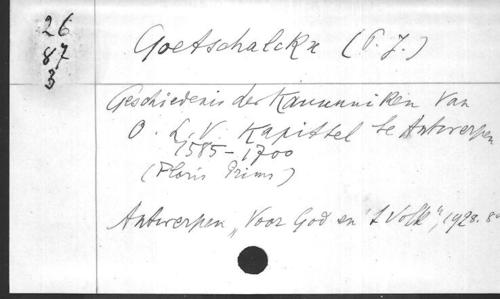 26
87
3
Goetschalckx (P. J.)
Geschiedenis der Kanunniken van
O. L. V. Kapittel te Antwerpen
1585-1700
(Floris Prims)
Antwerpen "Voor God en 't Volk", 1928. 8°